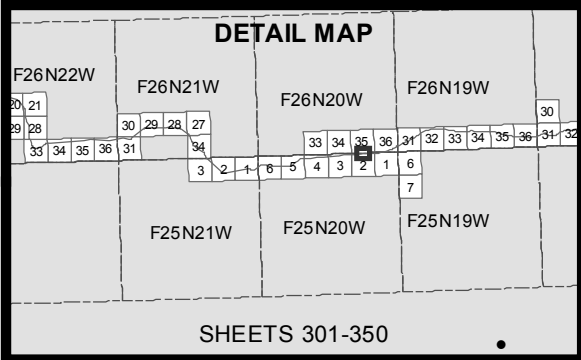 DETAIL MAP
F26N22W
F26N21W
F26N20W
F26N19W
20 21
30
29 28
30 29 28 27
33 34 35 36 31
34
33 34 35 36 31 32 33 34 35 36 31 32
3 2 1 6 5 4 3 2 1 6
7
F25N21W
F25N20W
F25N19W
SHEETS 301-350